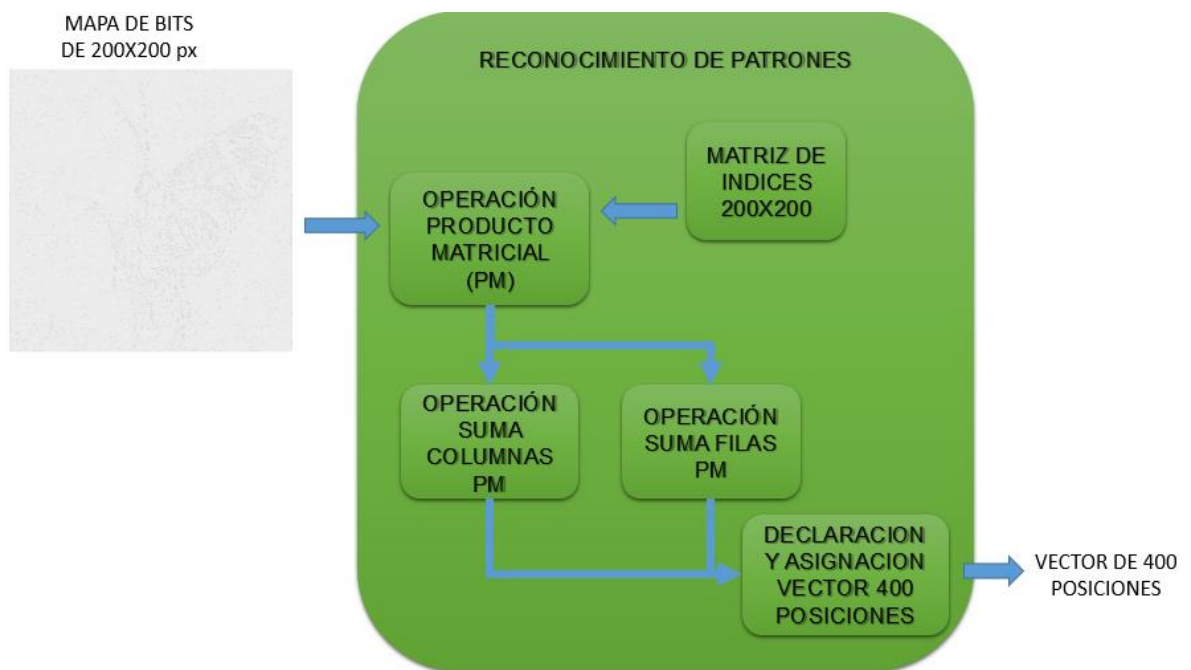 MAPA DE BITS
DE 200X200 px
RECONOCIMIENTO DE PATRONES
MATRIZ DE
INDICES
200X200
OPERACIÓN
PRODUCTO
MATRICIAL
(PM)
OPERACIÓN
SUMA
COLUMNAS
PM
OPERACIÓN
SUMA FILAS
PM
DECLARACION
Y ASIGNACION
VECTOR 400
POSICIONES
VECTOR DE 400
POSICIONES